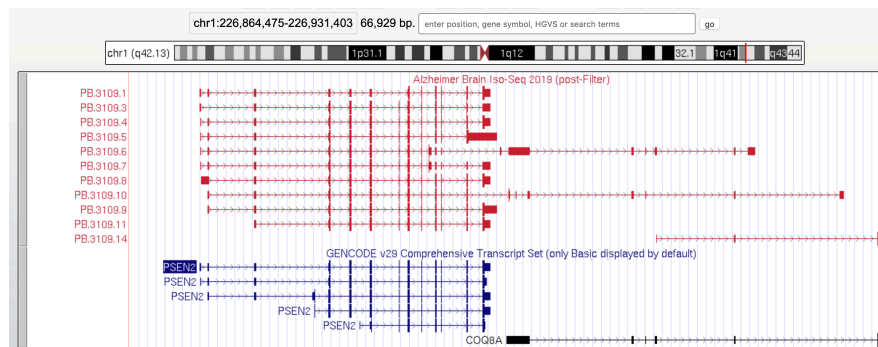 chr1:226,864,475-226,931,403 66,929 bp. enter position, gene symbol, HGVS or search terms go
chr1 (q42.13) 1p31.1 1q12 32.1 1q41 q43 44
Alzheimer Brain Iso-Seq 2019 (post-Filter)
PB.3109.1
PB.3109.3
PB.3109.4
PB.3109.5
PB.3109.6
PB.3109.7
PB.3109.8
PB.3109.10
PB.3109.9
PB.3109.11
PB.3109.14
GENCODE v29 Comprehensive Transcript Set (only Basic displayed by default)
PSEN2
PSEN2
PSEN2
PSEN2
PSEN2
COQ8A